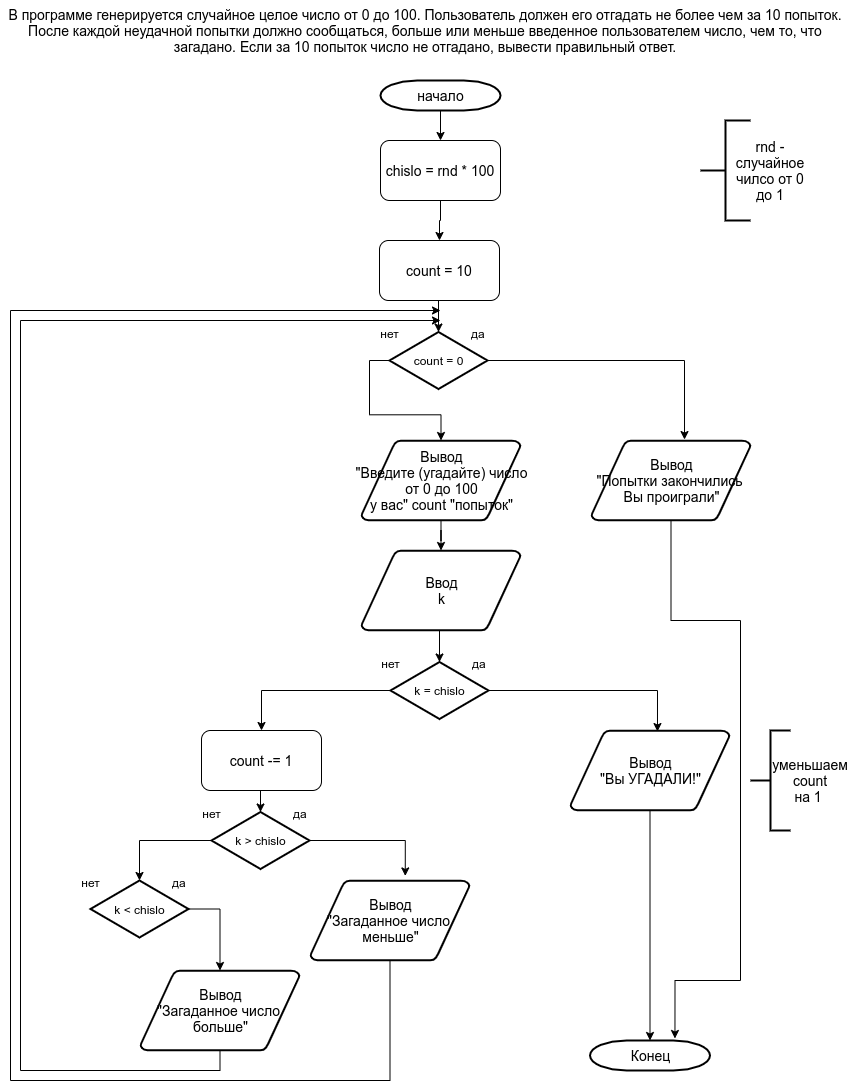 В программе генерируется случайное целое число от 0 до 100. Пользователь должен его отгадать не более чем за 10 попыток.
После каждой неудачной попытки должно сообщаться, больше или меньше введенное пользователем число, чем то, что
загадано. Если за 10 попыток число не отгадано, вывести правильный ответ.
начало
chislo = rnd * 100
rnd -
случайное
чилсо от 0
до 1
count = 10
нет
да
count = 0
Вывод
"Введите (угадайте) число
от 0 до 100
у вас" count "попыток"
Вывод
"Попытки закончились
Вы проиграли"
Ввод
k
нет
да
k = chislo
count -= 1
Вывод
"Вы УГАДАЛИ!"
уменьшаем
count
на 1
нет
да
k > chislo
нет
да
k < chislo
Вывод
"Загаданное число
меньше"
Вывод
"Загаданное число
больше"
Конец